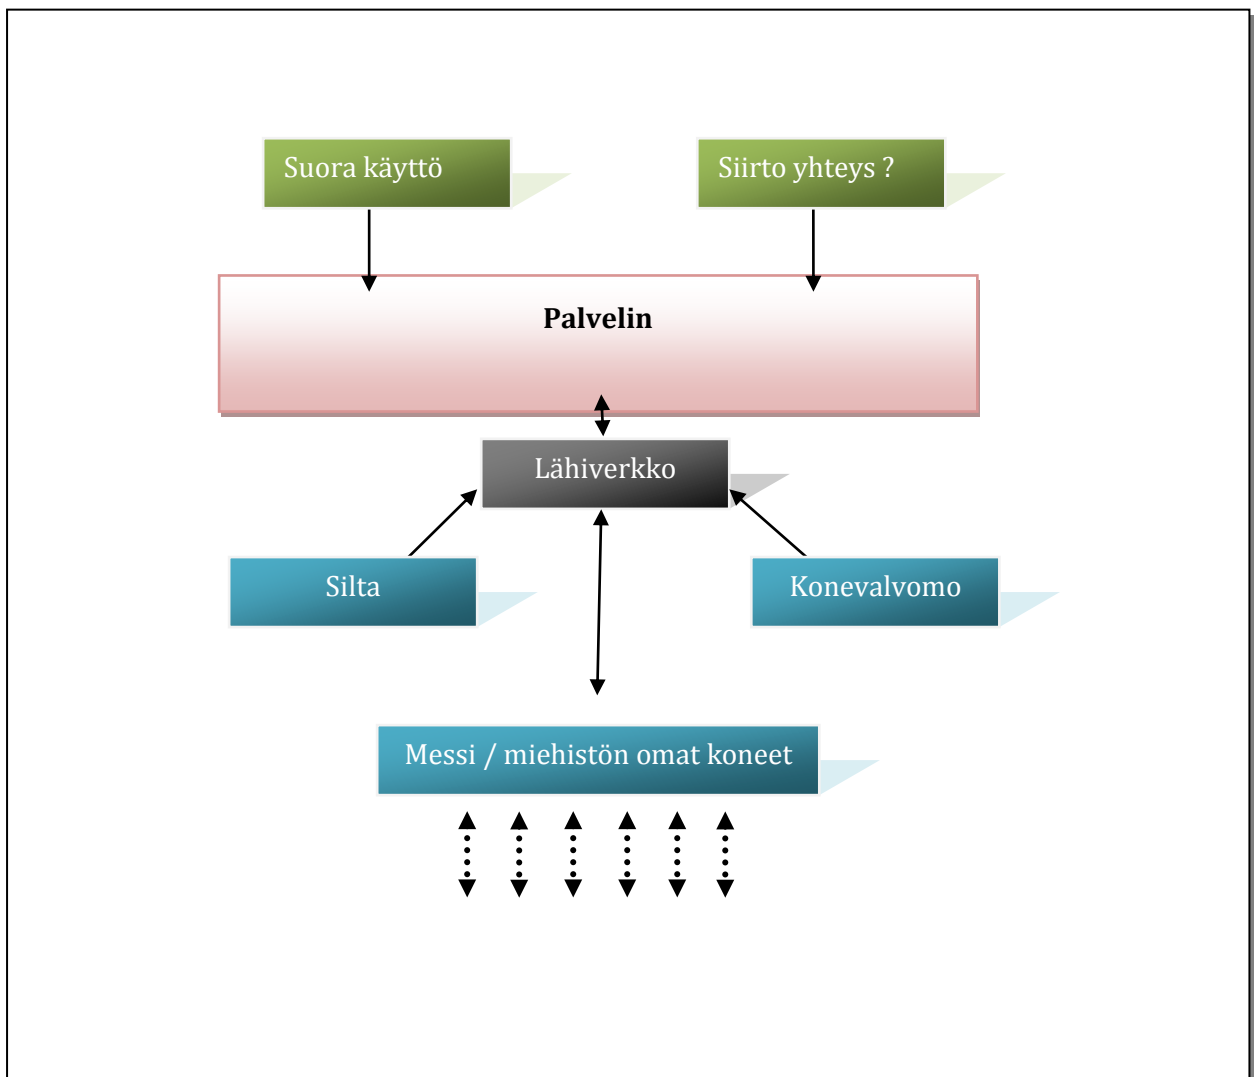 Suora käyttö
Siirto yhteys ?
Palvelin
Lähiverkko
Silta
Konevalvomo
Messi / miehistön omat koneet